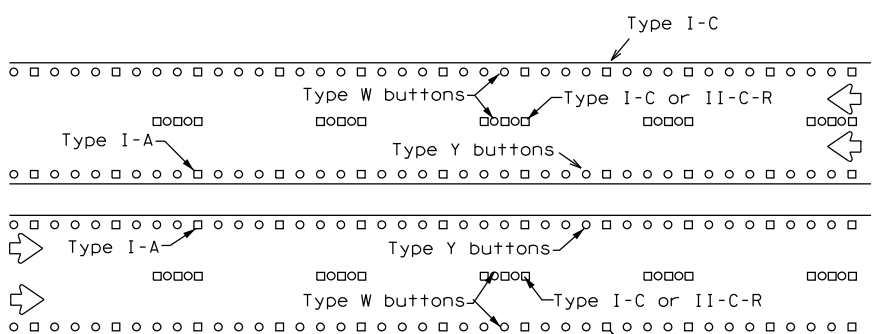 Type I-C
Type W buttons
Type I-C or II-C-R
Type I-A
Type Y buttons
Type I-A
Type Y buttons
Type W buttons
Type I-C or II-C-R